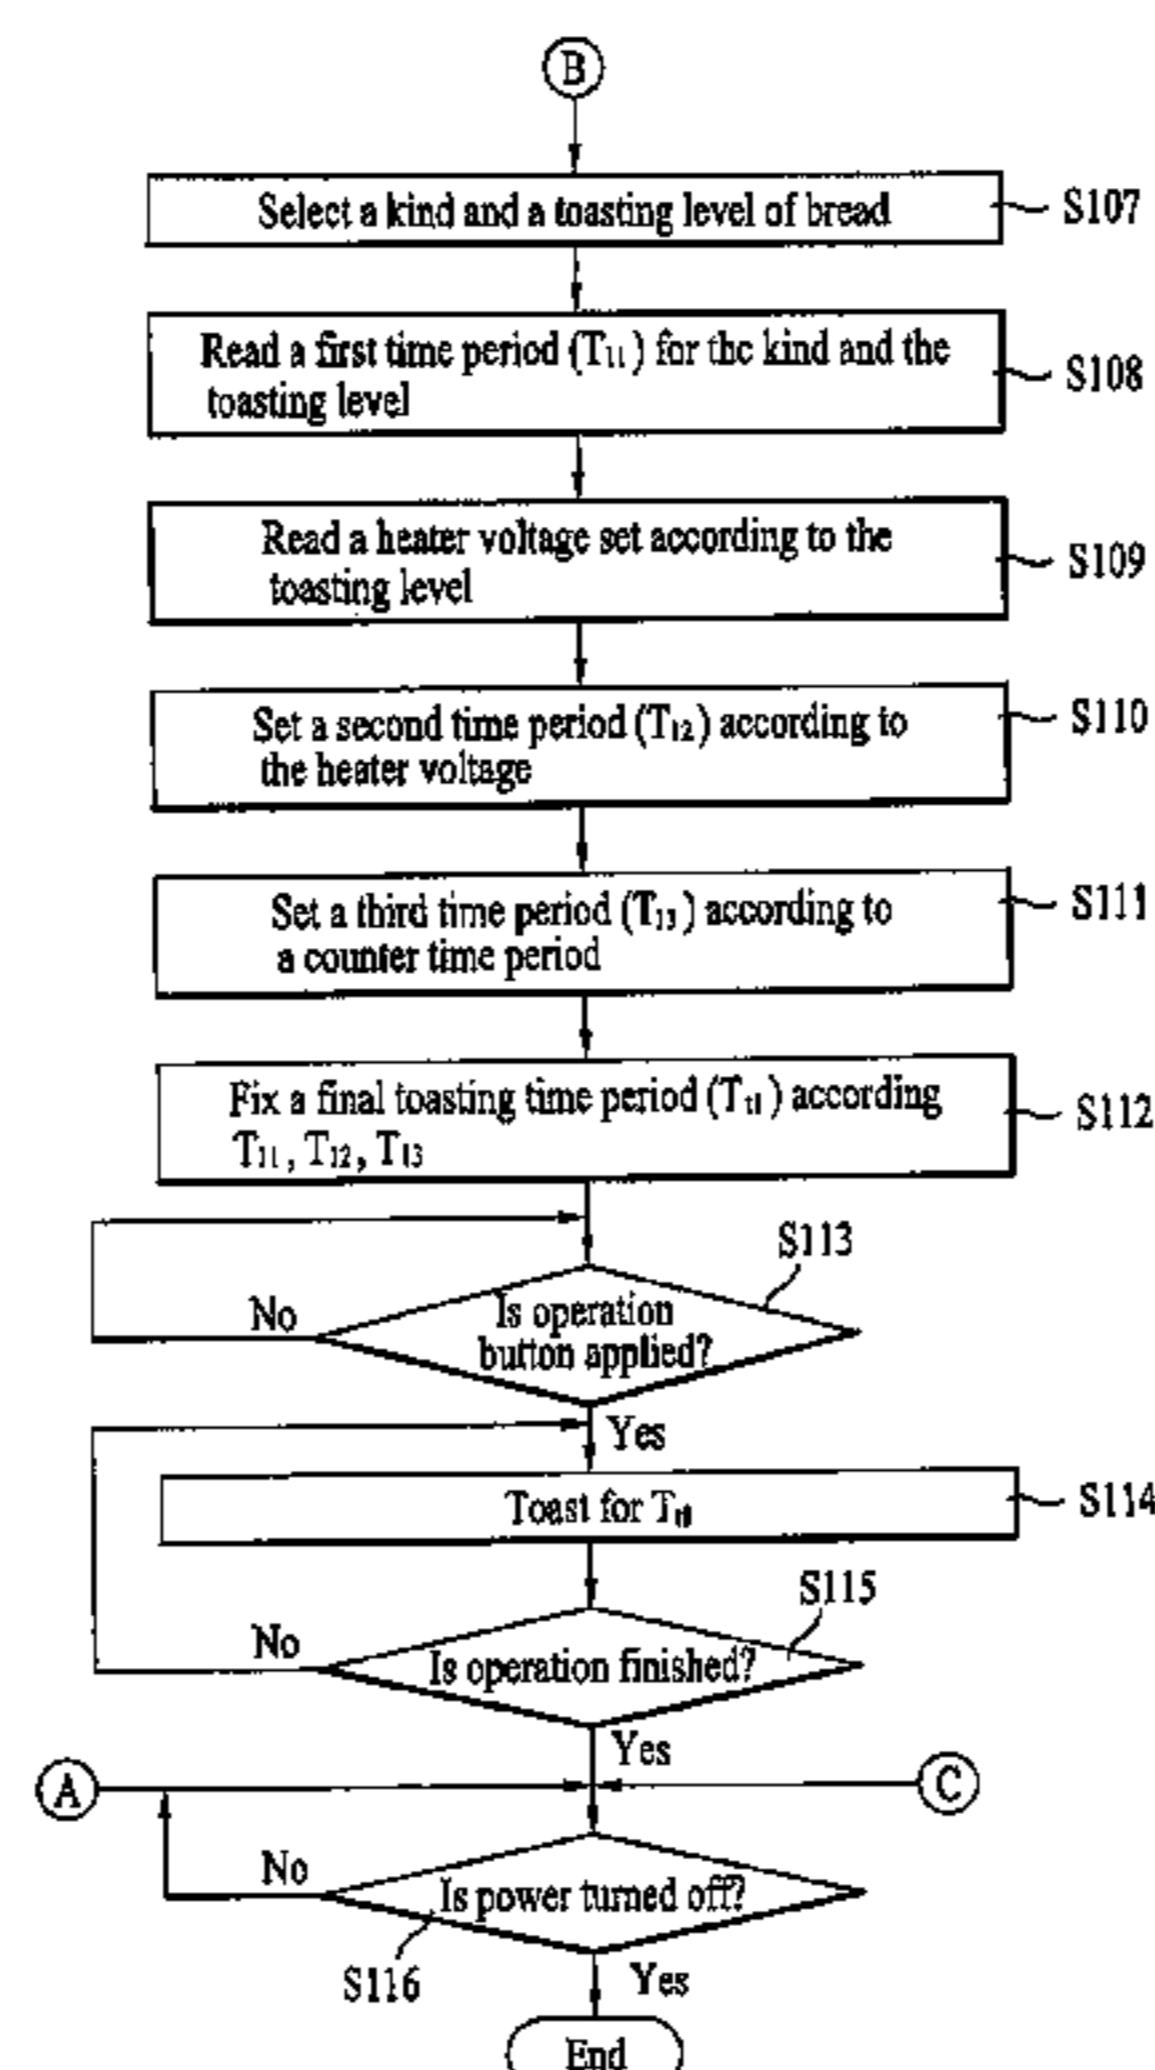 B
Select a kind and a toasting level of bread
S107
Read a first time period (T11) for the kind and the
toasting level
S108
Read a heater voltage set according to the
toasting level
S109
Set a second time period (T12) according to
the heater voltage
S110
Set a third time period (T13) according to
a counter time period
S111
Fix a final toasting time period (Tt1) according
T11, T12, T13
S112
S113
Is operation
button applied?
No
Yes
Toast for
S114
S115
Is operation finished?
No
Yes
A
C
Is power turned off?
No
S116
Yes
End